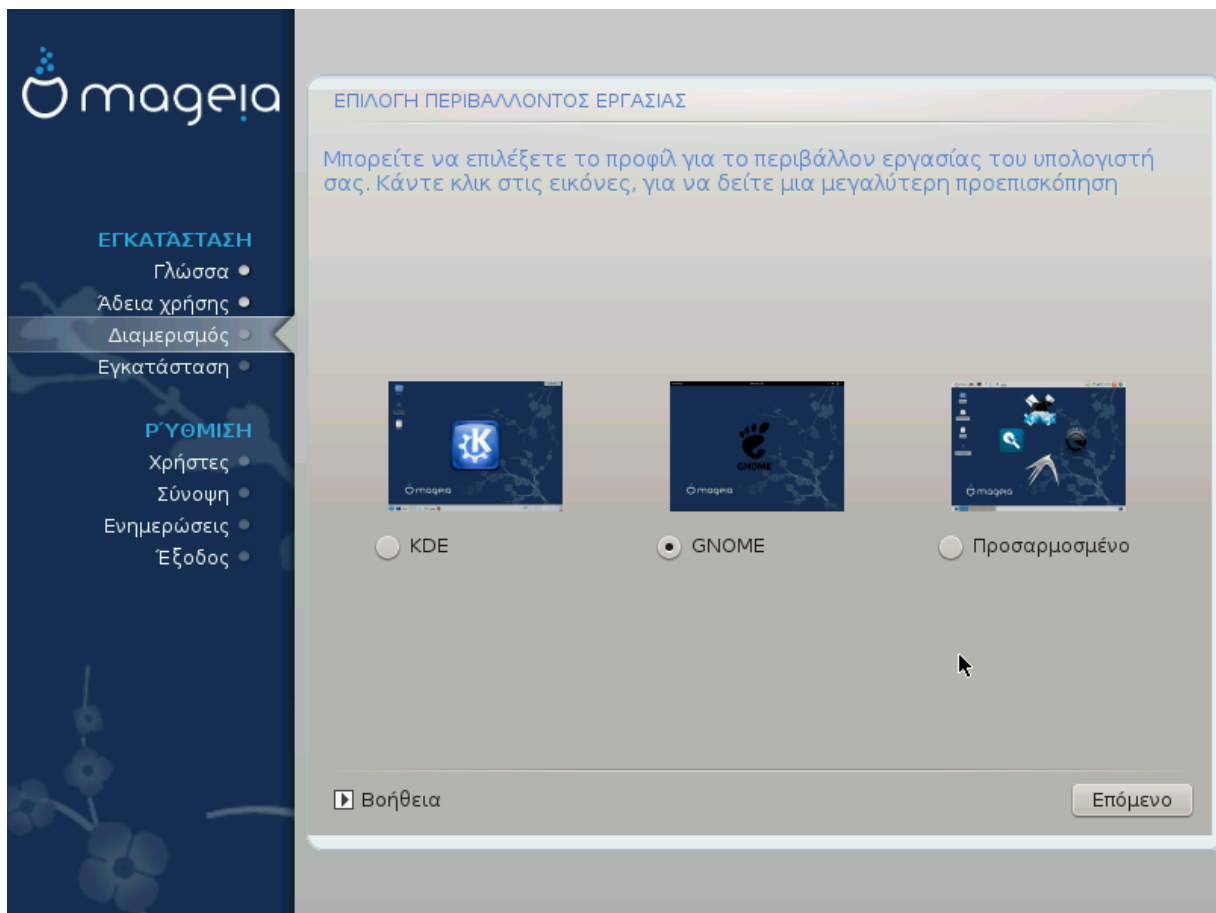 mageia
ΕΠΙΛΟΓΗ ΠΕΡΙΒΑΛΛΟΝΤΟΣ ΕΡΓΑΣΙΑΣ
Μπορείτε να επιλέξετε το προφίλ για το περιβάλλον εργασίας του υπολογιστή
σας. Κάντε κλικ στις εικόνες, για να δείτε μια μεγαλύτερη προεπισκόπηση
ΕΓΚΑΤΆΣΤΑΣΗ
Γλώσσα
Άδεια χρήσης
Διαμερισμός
Εγκατάσταση
ΡΎΘΜΙΣΗ
Χρήστες
Σύνοψη
Ενημερώσεις
Έξοδος
mageia
GNOME
mageia
mageia
KDE
GNOME
Προσαρμοσμένο
Βοήθεια
Επόμενο